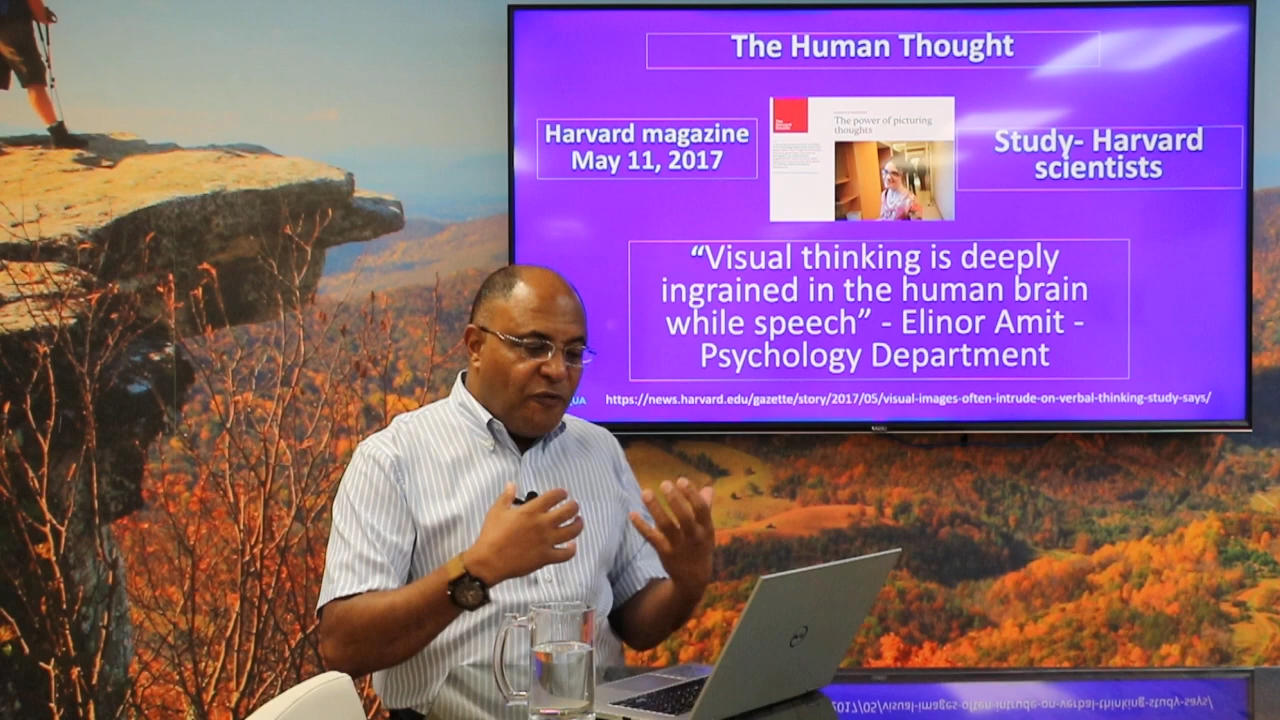 The Human Thought
Harvard magazine
May 11, 2017
The power of picturing
thoughts
Study- Harvard
scientists
“Visual thinking is deeply
ingrained in the human brain
while speech” - Elinor Amit -
Psychology Department
UA
https://news.harvard.edu/gazette/story/2017/05/visual-images-often-intrude-on-verbal-thinking-study-says/
DELL